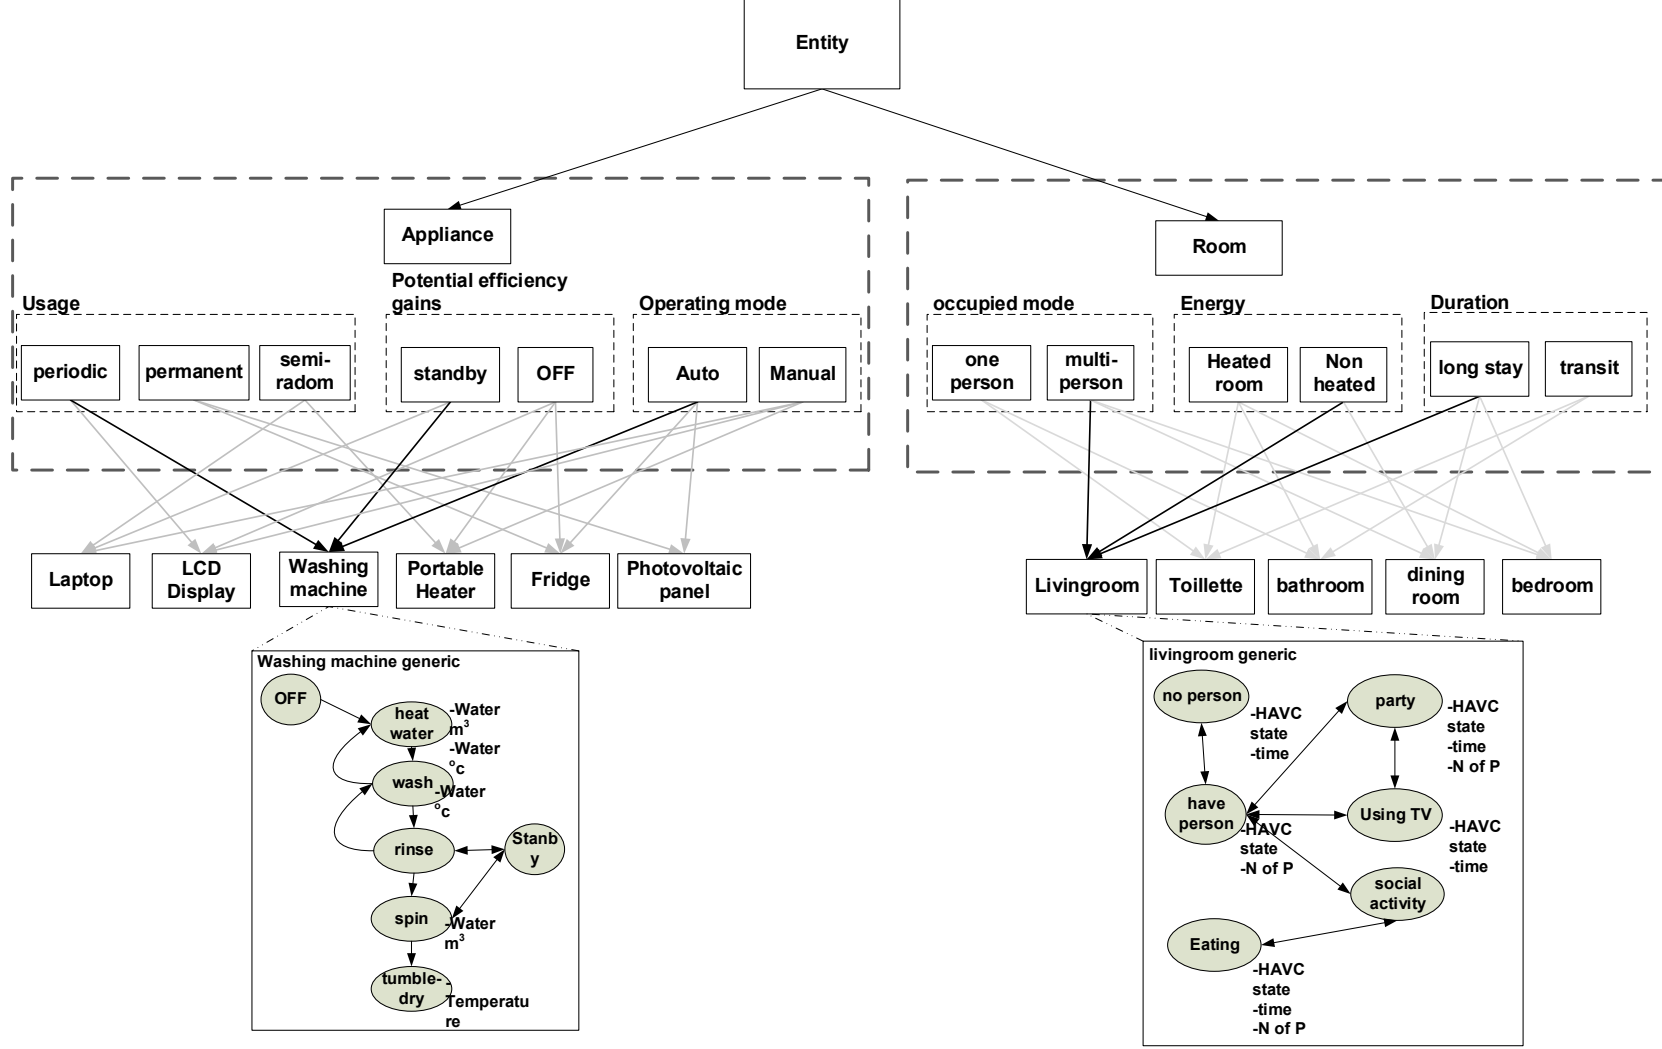 Entity
Appliance
Room
Usage
Potential efficiency
gains
Operating mode
occupied mode
Energy
Duration
periodic
permanent
semi-
radom
standby
OFF
Auto
Manual
one
person
multi-
person
Heated
room
Non
heated
long stay
transit
Laptop
LCD
Display
Washing
machine
Portable
Heater
Fridge
Photovoltaic
panel
Livingroom
Toillette
bathroom
dining
room
bedroom
Washing machine generic
OFF
heat
water
-Water
m³
-Water
ºc
wash
-Water
ºc
rinse
Stanb
y
spin
-Water
m³
tumble-
dry
-
Temperatu
re
livingroom generic
no person
-HAVC
state
-time
party
-HAVC
state
-time
-N of P
have
person
-HAVC
state
-N of P
Using TV
-HAVC
state
-time
social
activity
Eating
-HAVC
state
-time
-N of P